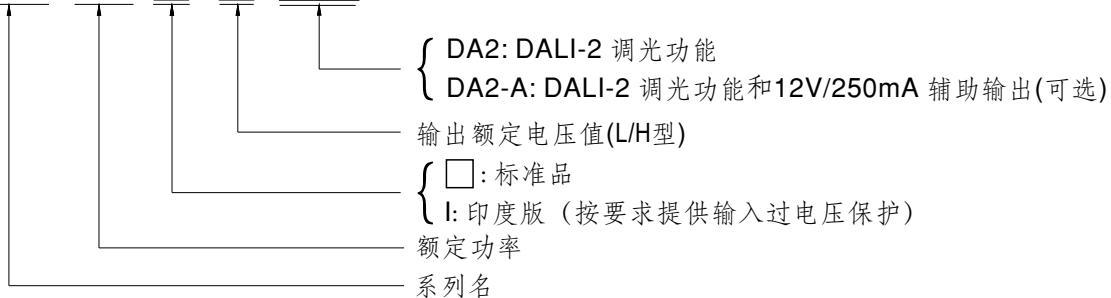 DA2: DALI-2 调光功能
DA2-A: DALI-2 调光功能和12V/250mA 辅助输出(可选)
输出额定电压值(L/H型)
□: 标准品
I: 印度版（按要求提供输入过电压保护）
额定功率
系列名